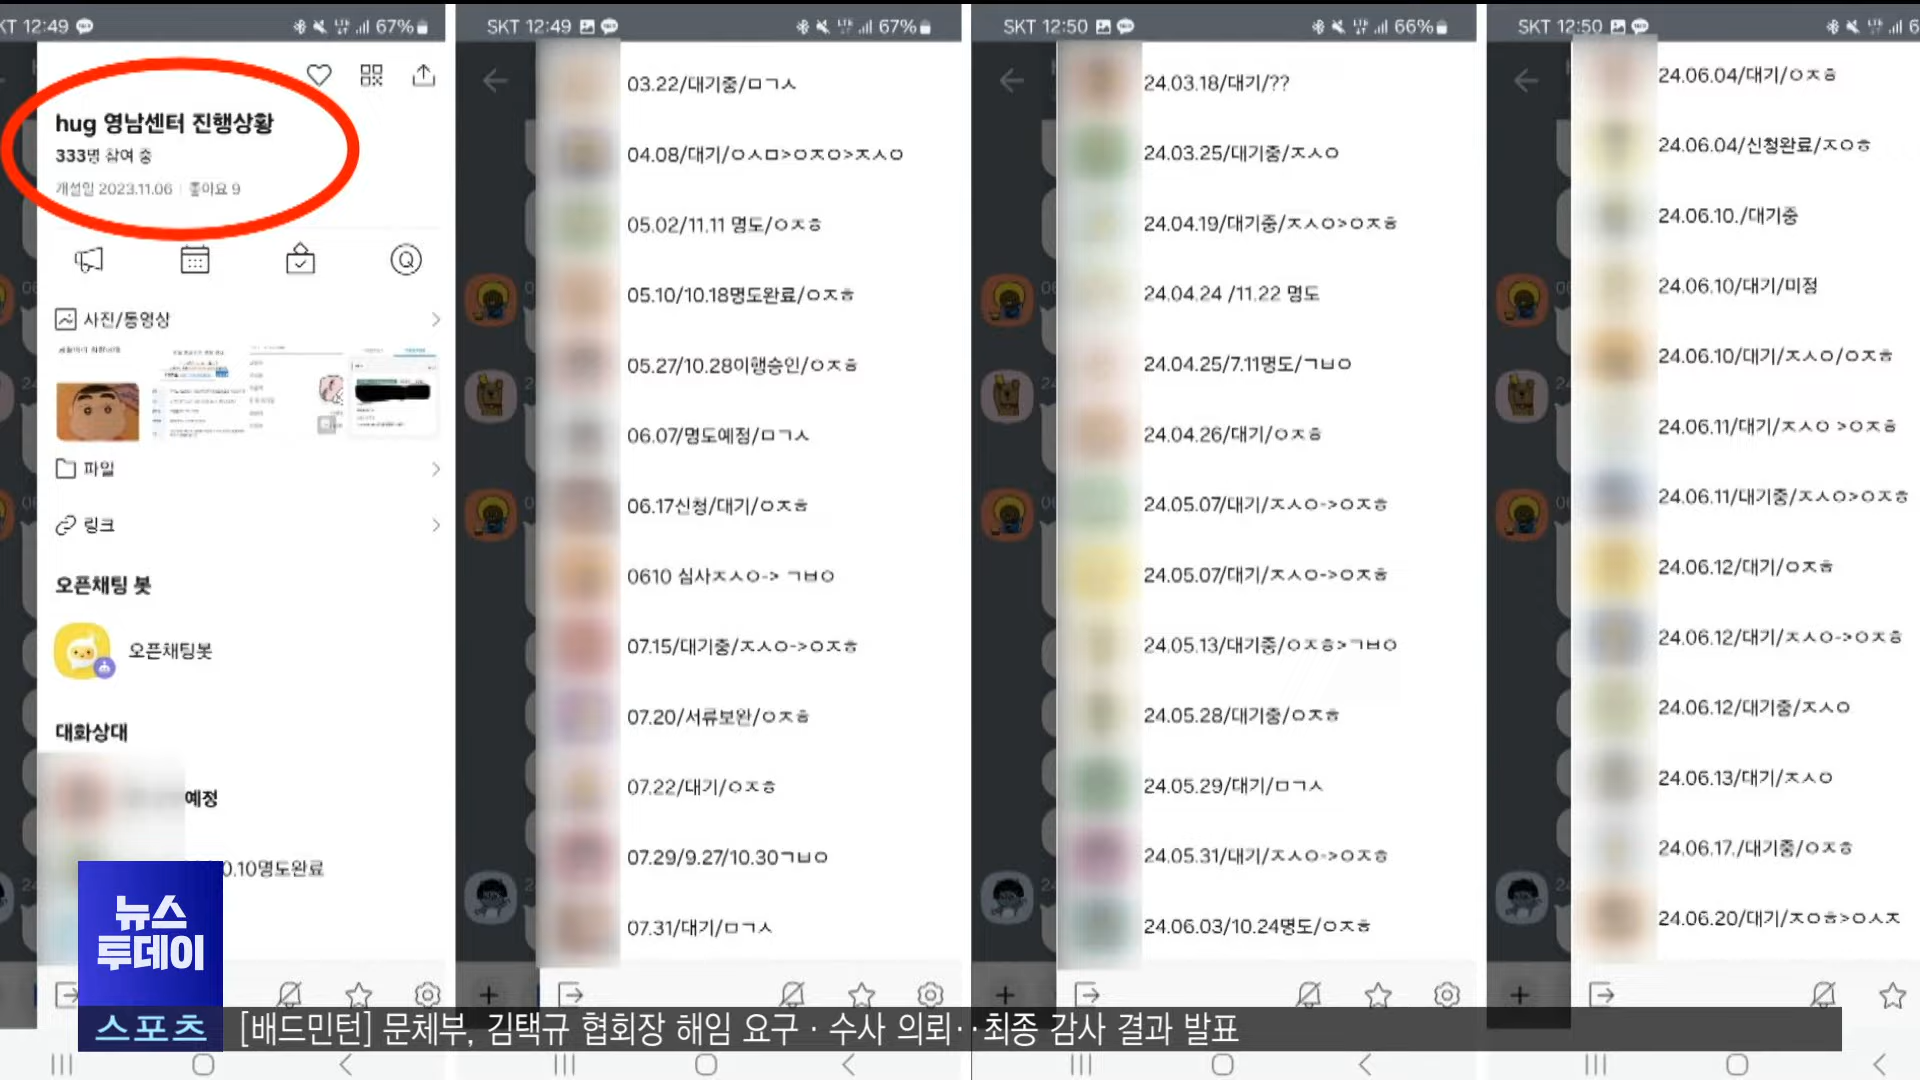 KT 12:49
67%
hug 영남센터 진행상황
333명 참여 중
개설일 2023.11.06 | 좋아요 9
사진/동영상
파일
링크
오픈채팅 봇
오픈채팅봇
대화상대
예정
0.10명도완료
SKT 12:49
67%
03.22/대기중/ㅁㄱㅅ
04.08/대기/ㅇㅅㅁ>ㅇㅈㅇ>ㅈㅅㅇ
05.02/11.11 명도/ㅇㅈㅎ
05.10/10.18명도완료/ㅇㅈㅎ
05.27/10.28이행승인/ㅇㅈㅎ
06.07/명도예정/ㅁㄱㅅ
06.17신청/대기/ㅇㅈㅎ
0610 심사ㅈㅅㅇ-> ㄱㅂㅇ
07.15/대기중/ㅈㅅㅇ->ㅇㅈㅎ
07.20/서류보완/ㅇㅈㅎ
07.22/대기/ㅇㅈㅎ
07.29/9.27/10.30ㄱㅂㅇ
07.31/대기/ㅁㄱㅅ
SKT 12:50
66%
24.03.18/대기/??
24.03.25/대기중/ㅈㅅㅇ
24.04.19/대기중/ㅈㅅㅇ>ㅇㅈㅎ
24.04.24 /11.22 명도
24.04.25/7.11명도/ㄱㅂㅇ
24.04.26/대기/ㅇㅈㅎ
24.05.07/대기/ㅈㅅㅇ->ㅇㅈㅎ
24.05.07/대기/ㅈㅅㅇ->ㅇㅈㅎ
24.05.13/대기중/ㅇㅈㅎ>ㄱㅂㅇ
24.05.28/대기중/ㅇㅈㅎ
24.05.29/대기/ㅁㄱㅅ
24.05.31/대기/ㅈㅅㅇ->ㅇㅈㅎ
24.06.03/10.24명도/ㅇㅈㅎ
SKT 12:50
6
24.06.04/대기/ㅇㅈㅎ
24.06.04/신청완료/ㅈㅇㅎ
24.06.10./대기중
24.06.10/대기/미정
24.06.10/대기/ㅈㅅㅇ/ㅇㅈㅎ
24.06.11/대기/ㅈㅅㅇ >ㅇㅈㅎ
24.06.11/대기중/ㅈㅅㅇ>ㅇㅈㅎ
24.06.12/대기/ㅇㅈㅎ
24.06.12/대기/ㅈㅅㅇ->ㅇㅈㅎ
24.06.12/대기중/ㅈㅅㅇ
24.06.13/대기/ㅈㅅㅇ
24.06.17./대기중/ㅇㅈㅎ
24.06.20/대기/ㅈㅇㅎ>ㅇㅅㅈ
뉴스
투데이
스포츠
[배드민턴] 문체부, 김택규 협회장 해임 요구·수사 의뢰‥최종 감사 결과 발표